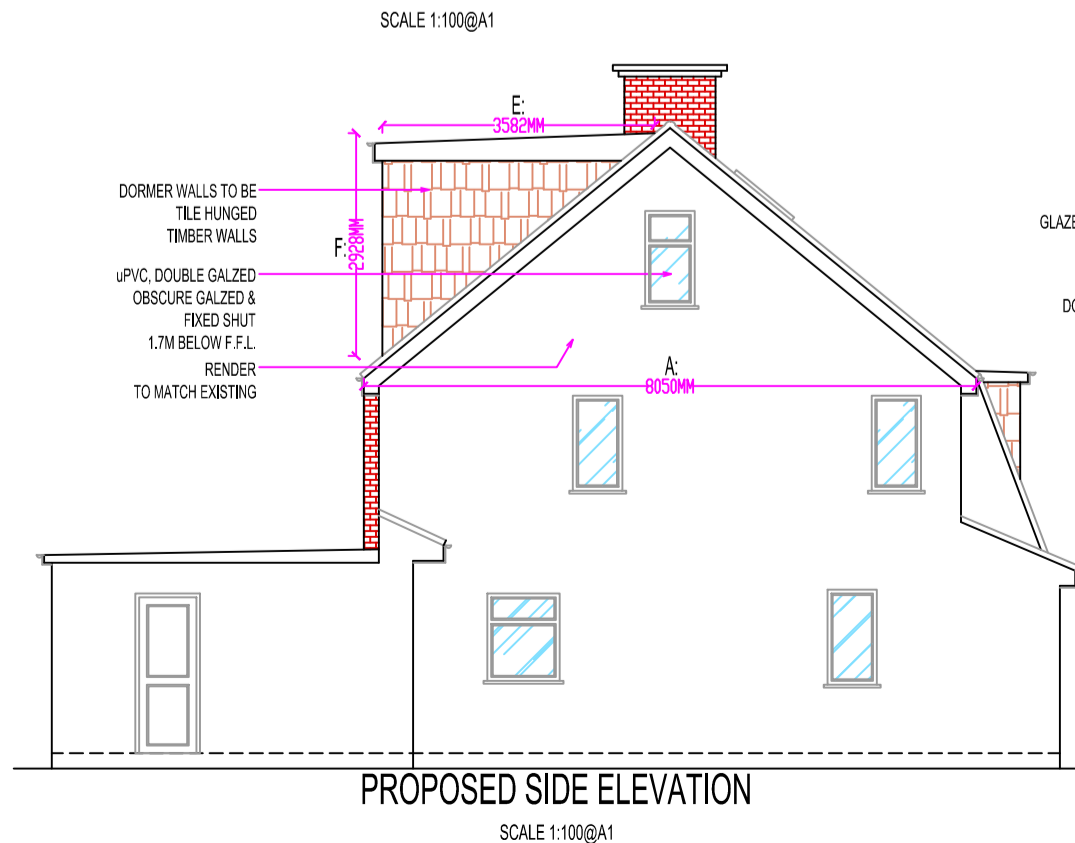 SCALE 1:100@A1
E:
3582MM
DORMER WALLS TO BE
TILE HUNGED
TIMBER WALLS
F:
2928MM
GLAZE
uPVC, DOUBLE GALZED
OBSCURE GALZED &
FIXED SHUT
1.7M BELOW F.F.L.
DO
RENDER
TO MATCH EXISTING
A:
8050MM
PROPOSED SIDE ELEVATION
SCALE 1:100@A1